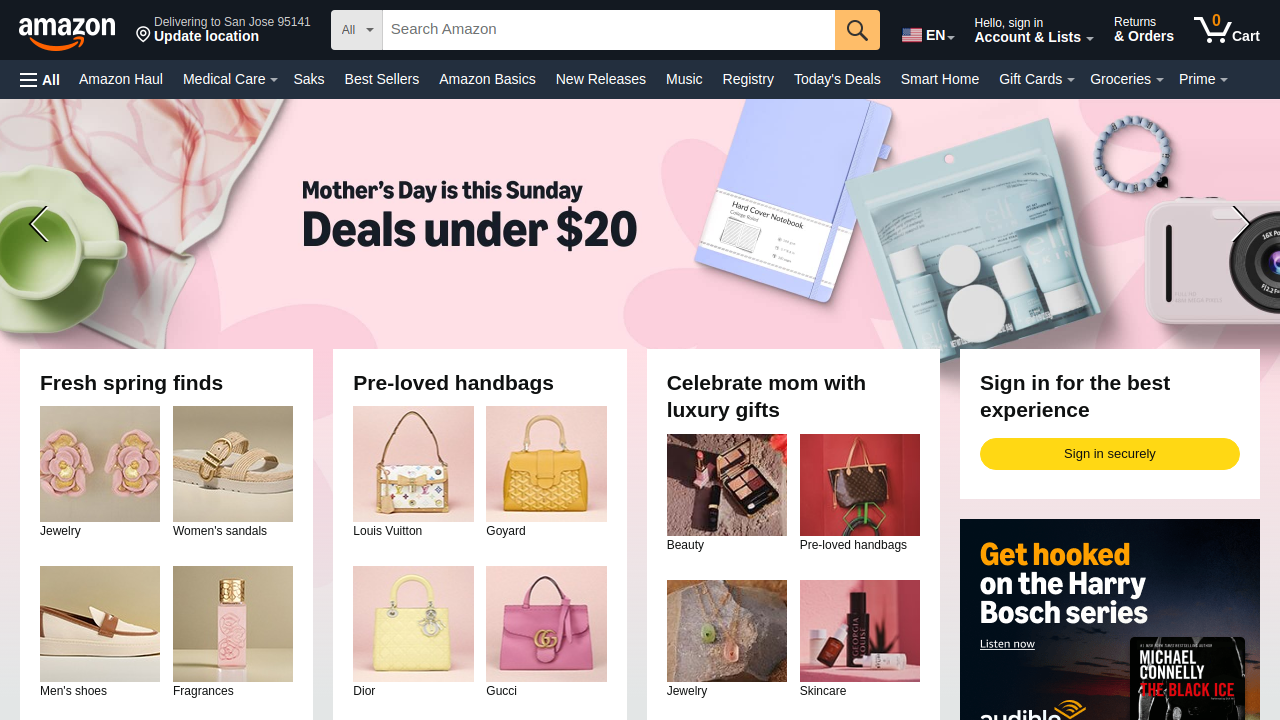 amazon
Delivering to San Jose 95141
Update location
All
Search Amazon
EN
Hello, sign in
Account & Lists
Returns
& Orders
0
Cart
All
Amazon Haul
Medical Care
Saks
Best Sellers
Amazon Basics
New Releases
Music
Registry
Today's Deals
Smart Home
Gift Cards
Groceries
Prime
Mother's Day is this Sunday
Deals under $20
Hard Cover Notebook
College Ruled
Fresh spring finds
Jewelry
Women's sandals
Men's shoes
Fragrances
Pre-loved handbags
Louis Vuitton
Goyard
Dior
Gucci
Celebrate mom with
luxury gifts
Beauty
Pre-loved handbags
Jewelry
Skincare
Sign in for the best
experience
Sign in securely
Get hooked
on the Harry
Bosch series
Listen now
MICHAEL
CONNELLY
THE BLACK ICE
audible